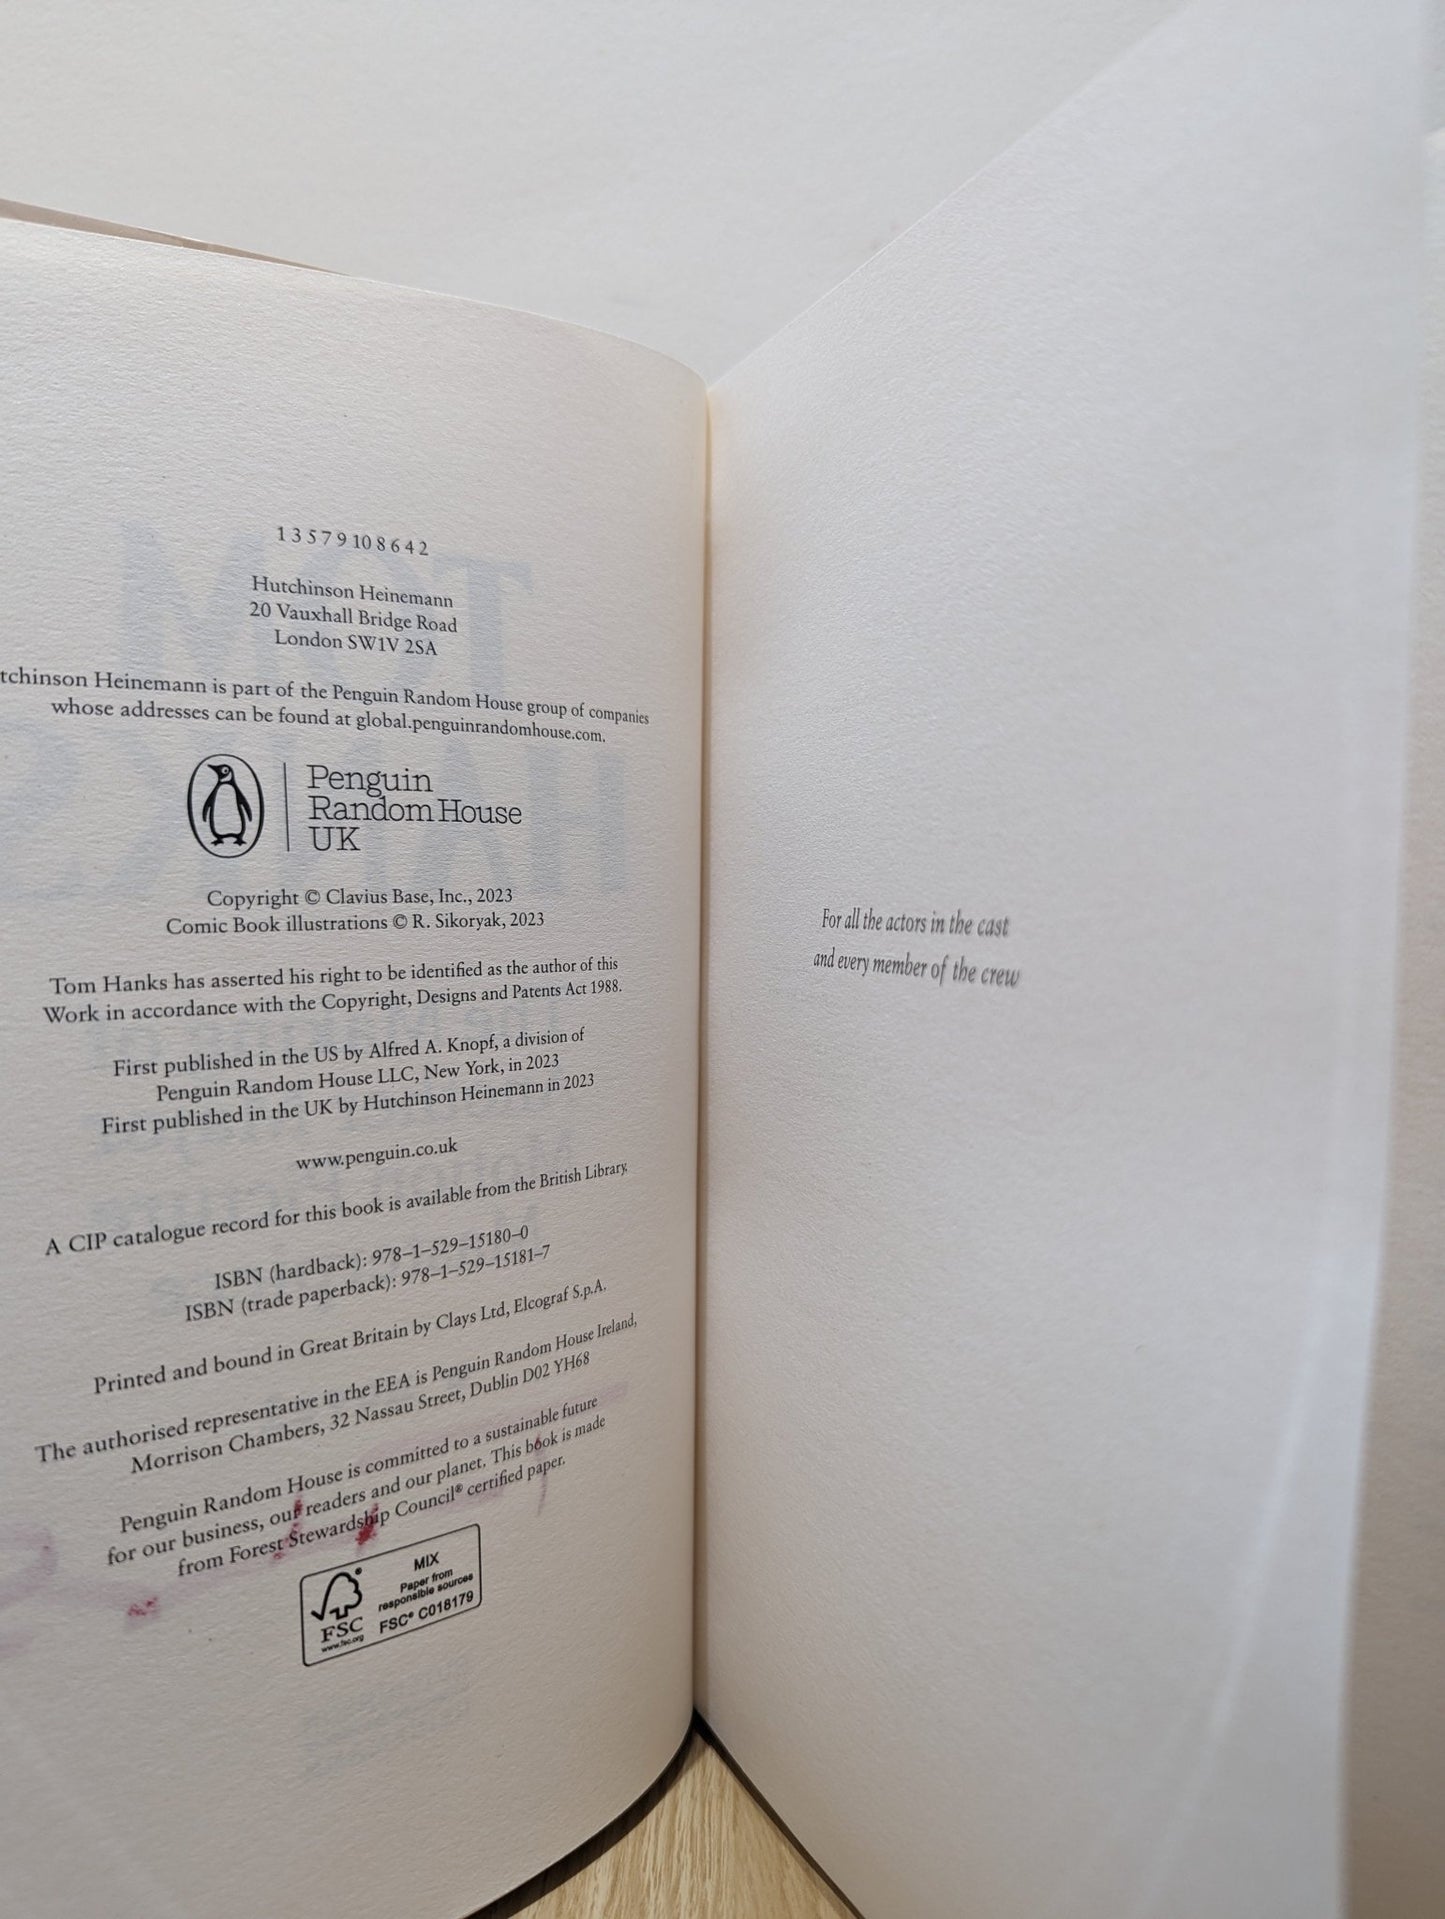 1 3 5 7 9 10 8 6 4 2
Hutchinson Heinemann
20 Vauxhall Bridge Road
London SW1V 2SA
tchinson Heinemann is part of the Penguin Random House group of companies
whose addresses can be found at global.penguinrandomhouse.com.
Penguin
Random House
UK
Copyright © Clavius Base, Inc., 2023
Comic Book illustrations © R. Sikoryak, 2023
Tom Hanks has asserted his right to be identified as the author of this
Work in accordance with the Copyright, Designs and Patents Act 1988.
First published in the US by Alfred A. Knopf, a division of
Penguin Random House LLC, New York, in 2023
First published in the UK by Hutchinson Heinemann in 2023
www.penguin.co.uk
A CIP catalogue record for this book is available from the British Library.
ISBN (hardback): 978–1–529–15180–0
ISBN (trade paperback): 978–1–529–15181–7
Printed and bound in Great Britain by Clays Ltd, Elcograf S.p.A.
The authorised representative in the EEA is Penguin Random House Ireland,
Morrison Chambers, 32 Nassau Street, Dublin D02 YH68
Penguin Random House is committed to a sustainable future
for our business, our readers and our planet. This book is made
from Forest Stewardship Council® certified paper.
FSC
www.fsc.org
MIX
Paper from
responsible sources
FSC® C018179
For all the actors in the cast
and every member of the crew